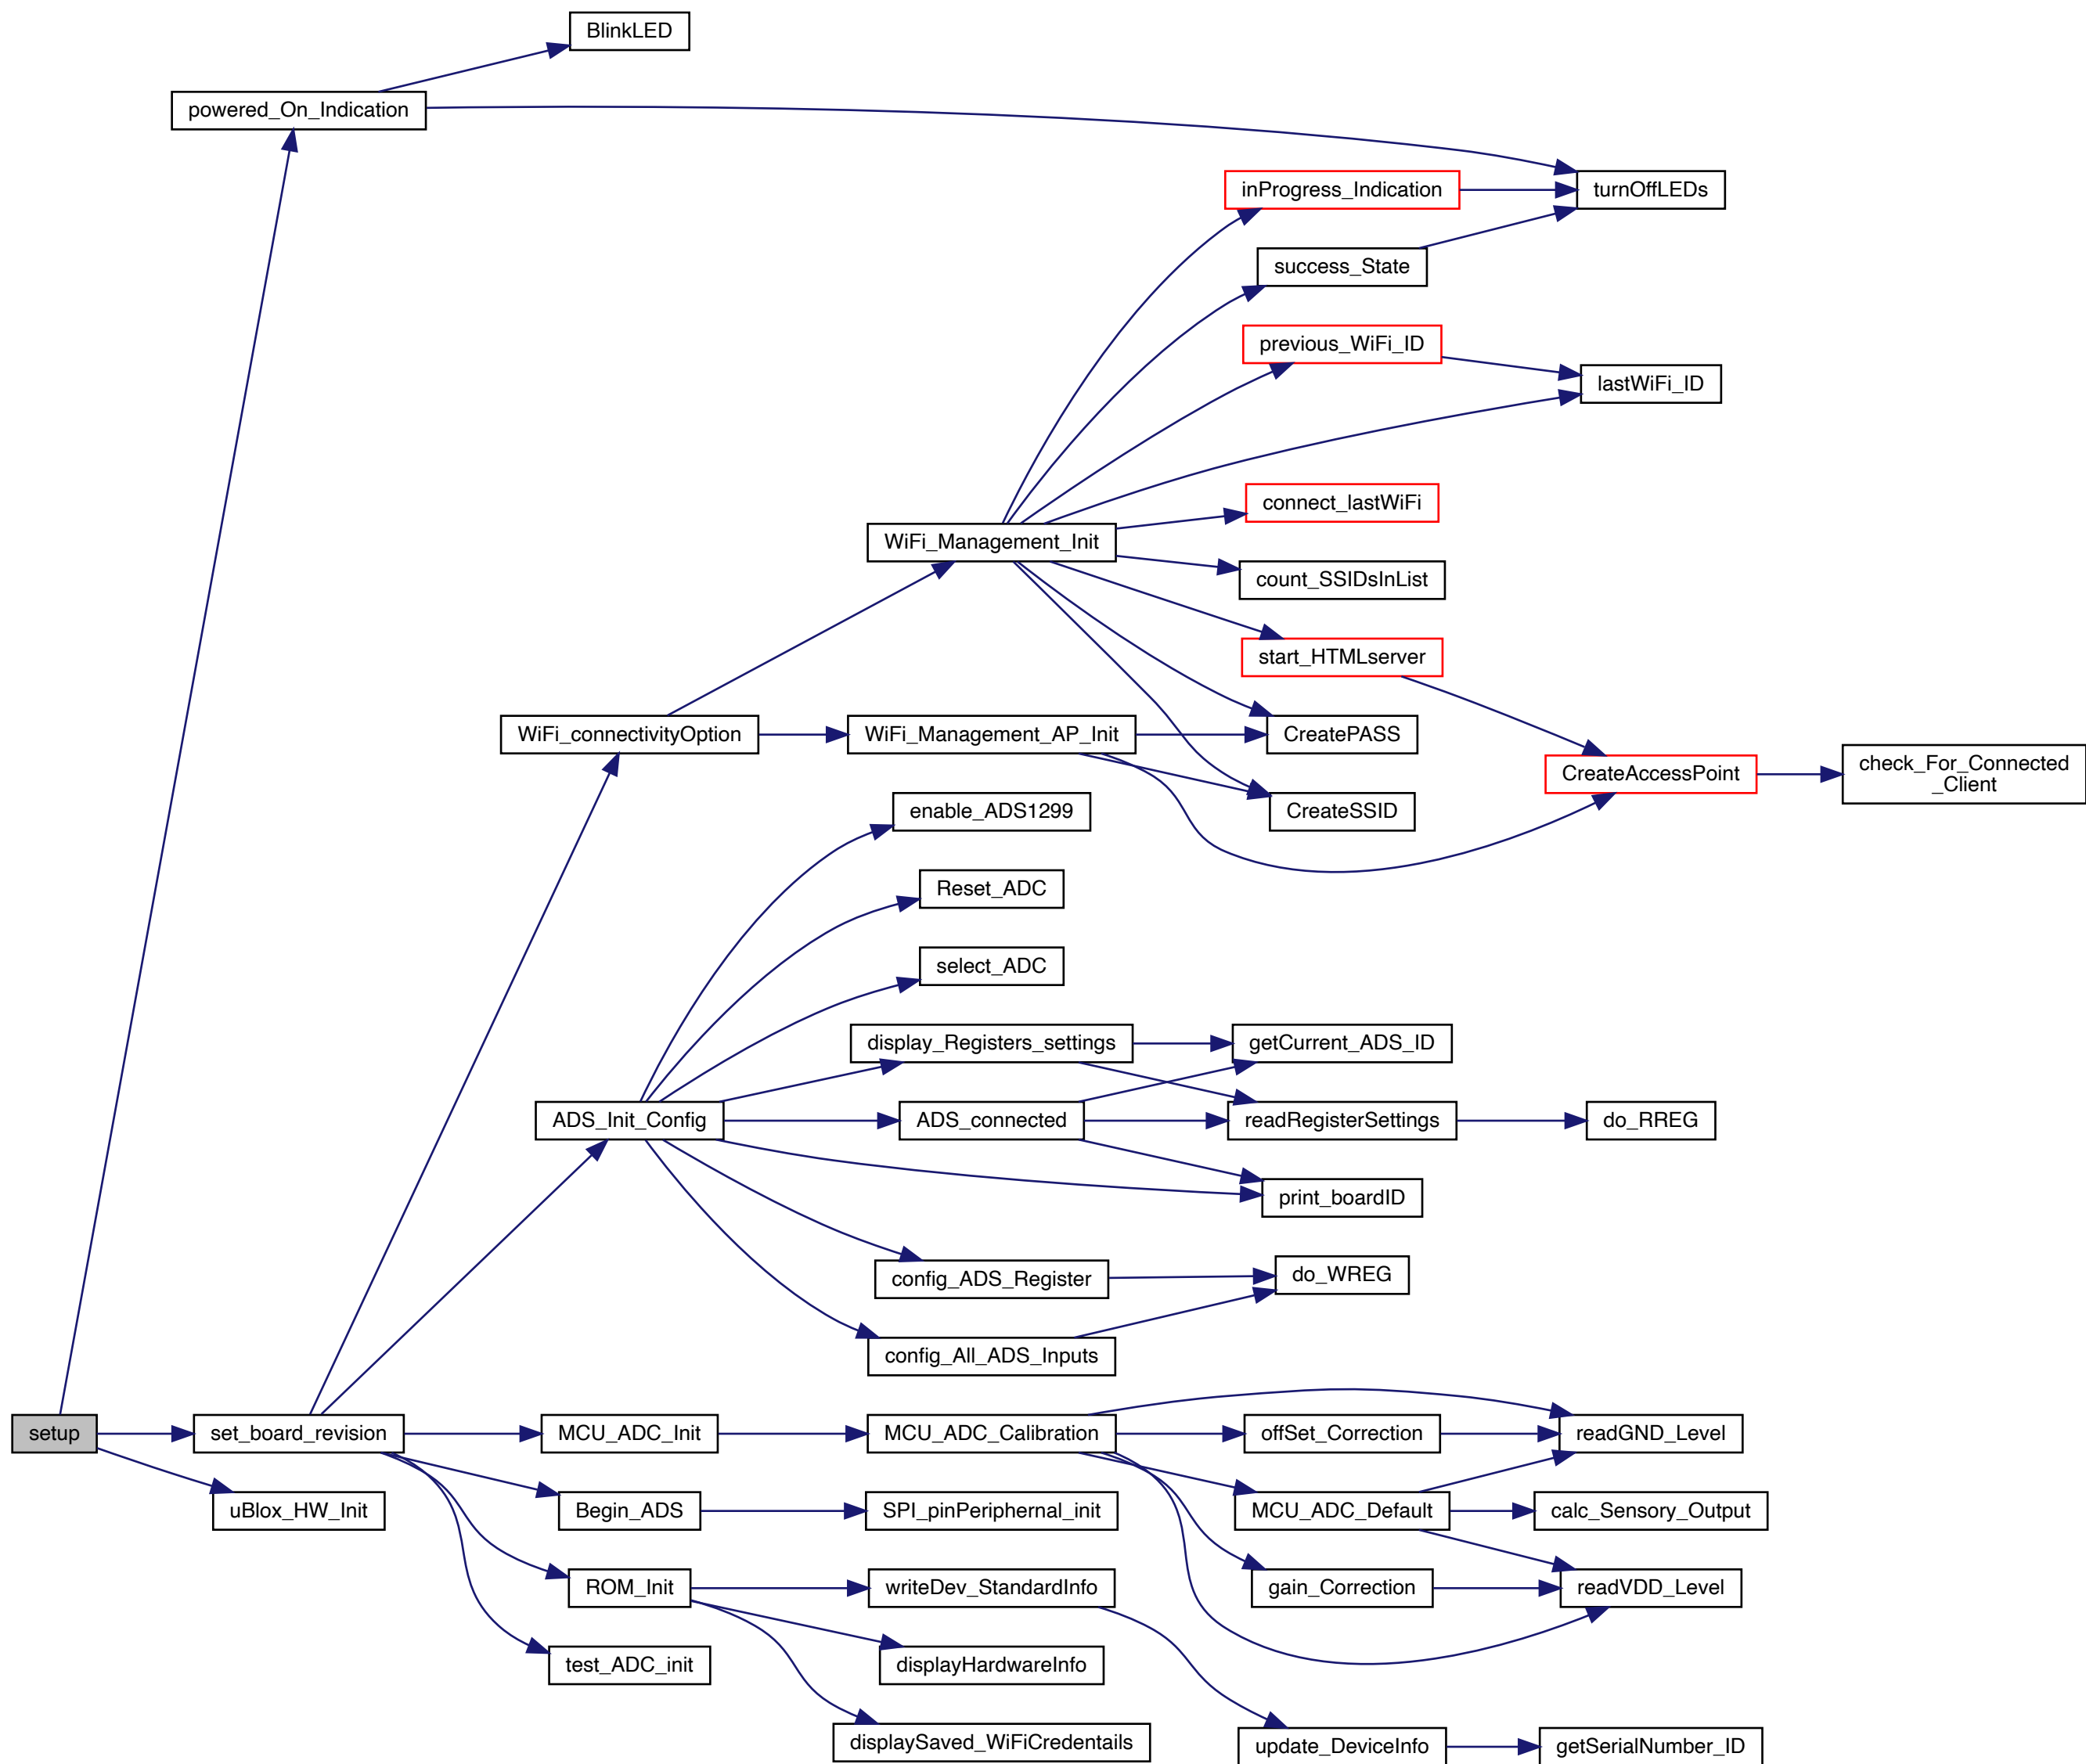 BlinkLED
powered_On_Indication
inProgress_Indication
turnOffLEDs
success_State
previous_WiFi_ID
lastWiFi_ID
connect_lastWiFi
WiFi_Management_Init
count_SSIDsInList
start_HTMLserver
WiFi_connectivityOption
WiFi_Management_AP_Init
CreatePASS
CreateAccessPoint
check_For_Connected
_Client
enable_ADS1299
CreateSSID
Reset_ADC
select_ADC
display_Registers_settings
getCurrent_ADS_ID
ADS_Init_Config
ADS_connected
readRegisterSettings
do_RREG
print_boardID
config_ADS_Register
do_WREG
config_All_ADS_Inputs
setup
set_board_revision
MCU_ADC_Init
MCU_ADC_Calibration
offSet_Correction
readGND_Level
uBlox_HW_Init
Begin_ADS
SPI_pinPeriphernal_init
MCU_ADC_Default
calc_Sensory_Output
ROM_Init
writeDev_StandardInfo
gain_Correction
readVDD_Level
test_ADC_init
displayHardwareInfo
displaySaved_WiFiCredentails
update_DeviceInfo
getSerialNumber_ID